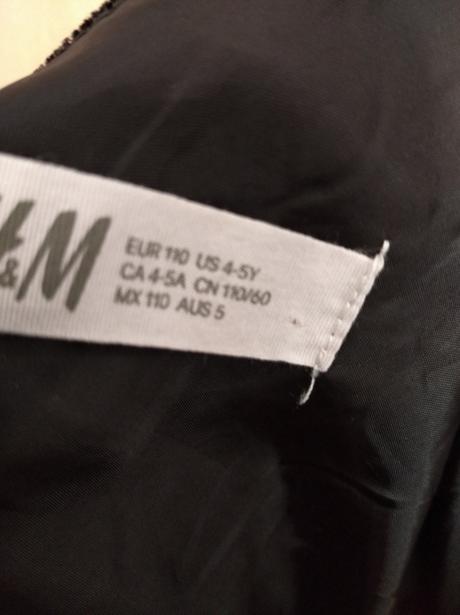 &M
EUR 110 US 4-5Y
CA 4-5A CN 110/60
MX 110 AUS 5